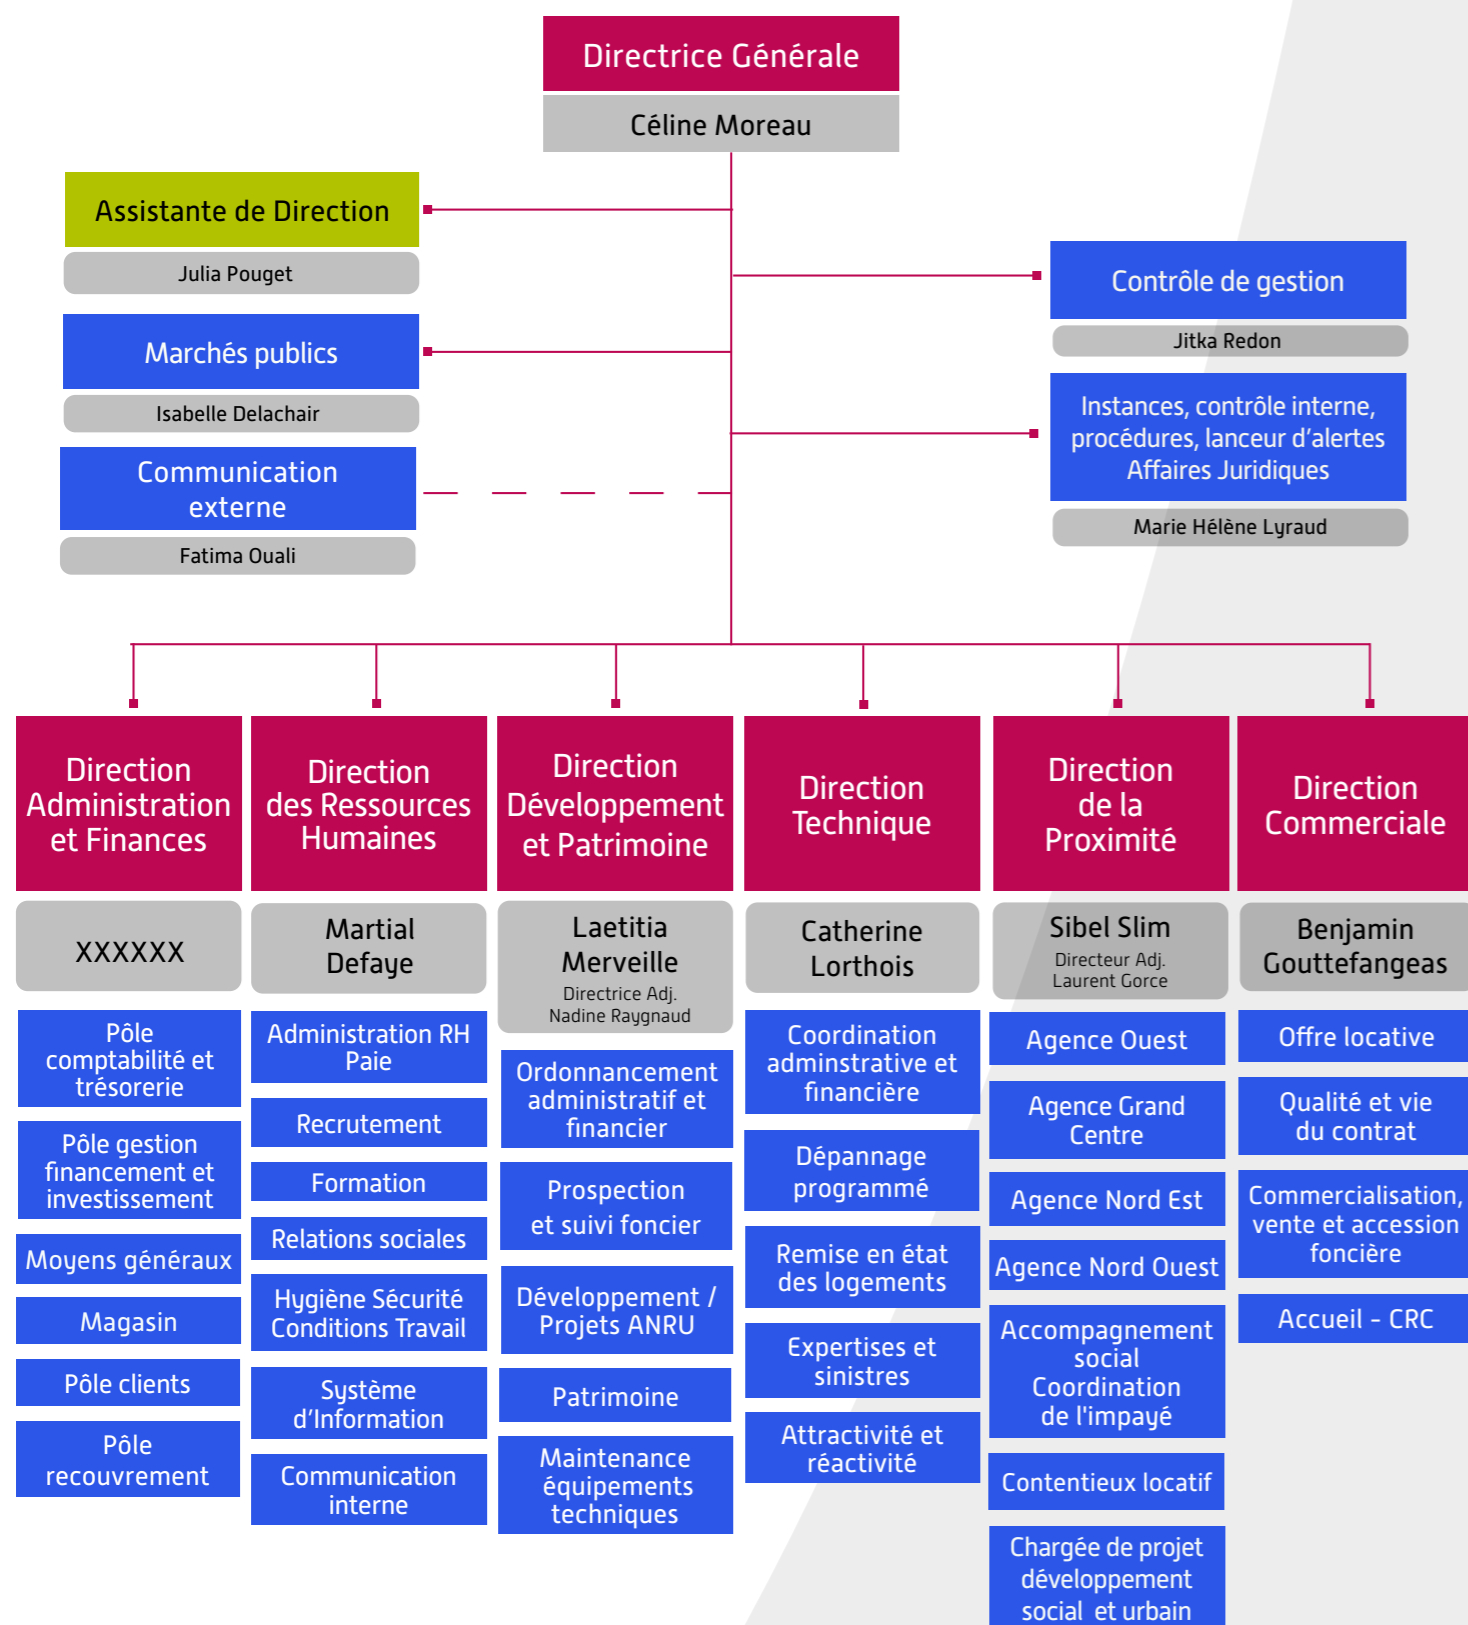 Directrice Générale
Céline Moreau
Assistante de Direction
Julia Pouget
Marchés publics
Isabelle Delachair
Communication
externe
Fatima Ouali
Contrôle de gestion
Jitka Redon
Instances, contrôle interne,
procédures, lanceur d’alertes
Affaires Juridiques
Marie Hélène Lyraud
Direction
Administration
et Finances
XXXXXX
Pôle
comptabilité et
trésorerie
Pôle gestion
financement et
investissement
Moyens généraux
Magasin
Pôle clients
Pôle
recouvrement
Direction
des Ressources
Humaines
Martial
Defaye
Administration RH
Paie
Recrutement
Formation
Relations sociales
Hygiène Sécurité
Conditions Travail
Système
d’Information
Communication
interne
Direction
Développement
et Patrimoine
Laetitia
Merveille
Directrice Adj.
Nadine Raygnaud
Ordonnancement
administratif et
financier
Prospection
et suivi foncier
Développement /
Projets ANRU
Patrimoine
Maintenance
équipements
techniques
Direction
Technique
Catherine
Lorthois
Coordination
adminstrative et
financière
Dépannage
programmé
Remise en état
des logements
Expertises et
sinistres
Attractivité et
réactivité
Direction
de la
Proximité
Sibel Slim
Directeur Adj.
Laurent Gorce
Agence Ouest
Agence Grand
Centre
Agence Nord Est
Agence Nord Ouest
Accompagnement
social
Coordination
de l'impayé
Contentieux locatif
Chargée de projet
développement
social et urbain
Direction
Commerciale
Benjamin
Gouttefangeas
Offre locative
Qualité et vie
du contrat
Commercialisation,
vente et accession
foncière
Accueil - CRC